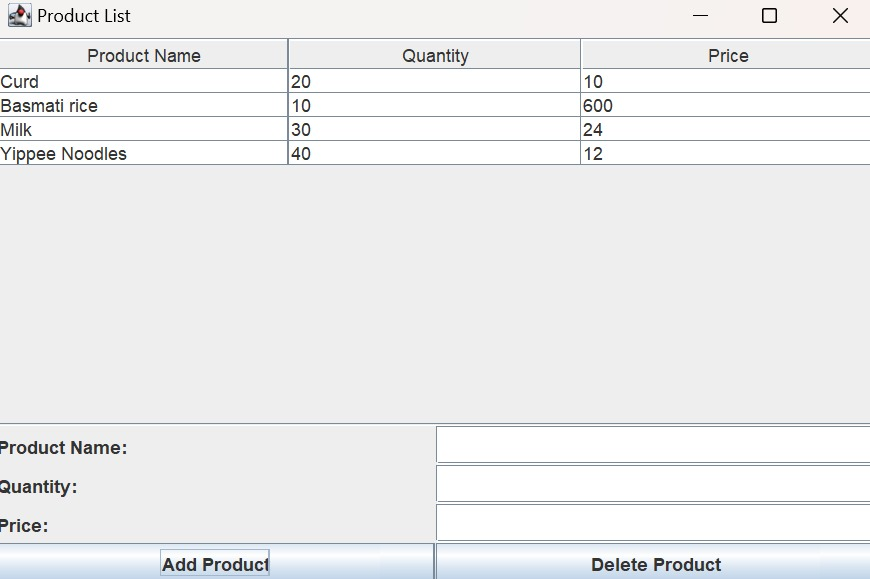 Product List
Product Name Quantity Price
Curd 20 10
Basmati rice 10 600
Milk 30 24
Yippee Noodles 40 12
Product Name:
Quantity:
Price:
Add Product Delete Product